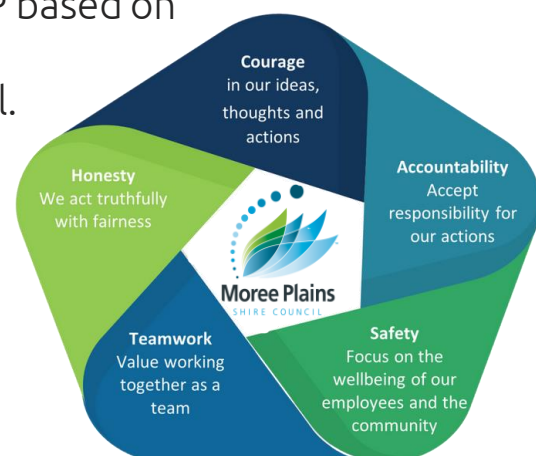 P based on
l.
Courage
in our ideas,
thoughts and
actions
Accountability
Accept
responsibility for
our actions
Safety
Focus on the
wellbeing of our
employees and the
community
Teamwork
Value working
together as a
team
Honesty
We act truthfully
with fairness
Moree Plains
SHIRE COUNCIL